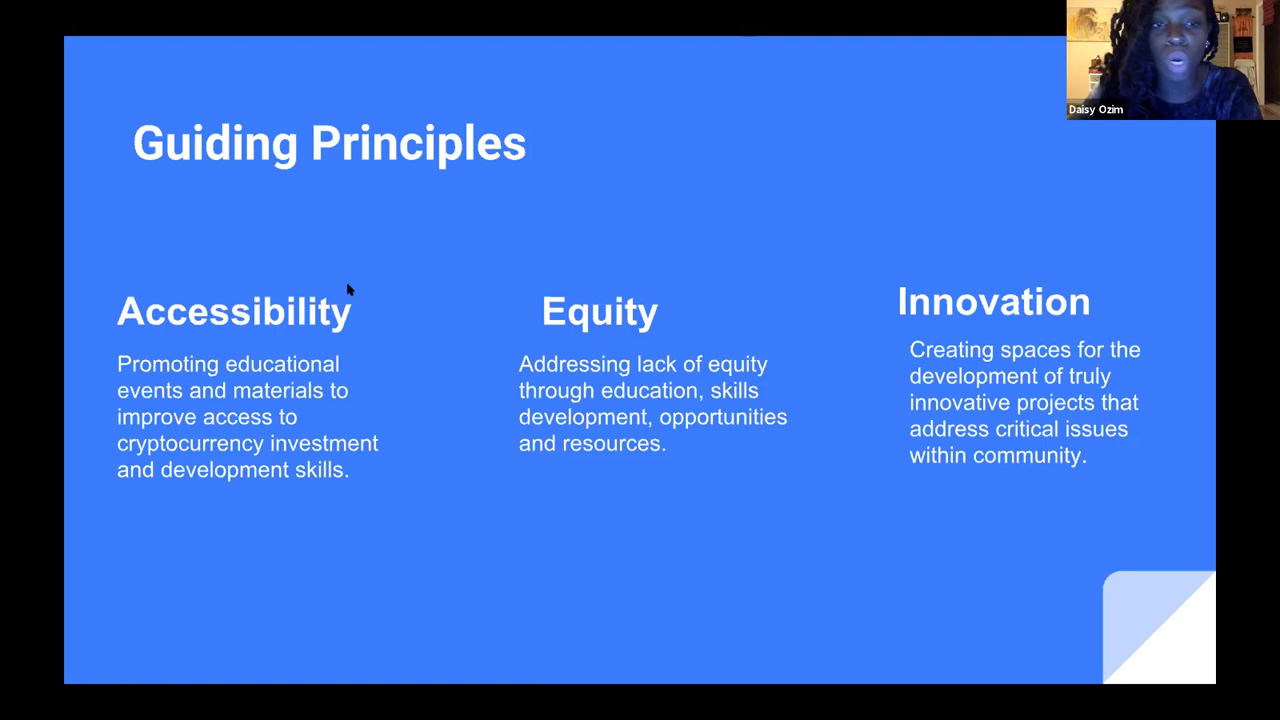 Daisy Ozim
Guiding Principles
Accessibility
Promoting educational
events and materials to
improve access to
cryptocurrency investment
and development skills.
Equity
Addressing lack of equity
through education, skills
development, opportunities
and resources.
Innovation
Creating spaces for the
development of truly
innovative projects that
address critical issues
within community.